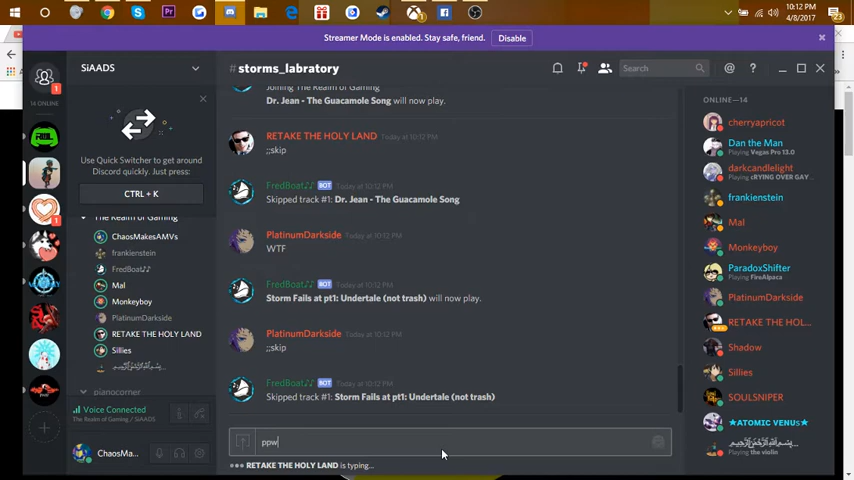 10:12 PM
4/8/2017
Streamer Mode is enabled. Stay safe, friend.
Disable
14 ONLINE
SiAADS
Use Quick Switcher to get around
Discord quickly. Just press:
CTRL + K
The Realm of Gaming
ChaosMakesAMVs
frankienstein
FredBoat♪♪
Mal
Monkeyboy
PlatinumDarkside
RETAKE THE HOLY LAND
Sillies
pianocorner
Voice Connected
The Realm of Gaming / SiAADS
ChaosMa...
# storms_labratory
Search
Joining The Realm of Gaming
Dr. Jean - The Guacamole Song will now play.
RETAKE THE HOLY LAND Today at 10:12 PM
;;skip
FredBoat♪♪ BOT Today at 10:12 PM
Skipped track #1: Dr. Jean - The Guacamole Song
PlatinumDarkside Today at 10:12 PM
WTF
FredBoat♪♪ BOT Today at 10:12 PM
Storm Fails at pt1: Undertale (not trash) will now play.
PlatinumDarkside Today at 10:12 PM
;;skip
FredBoat♪♪ BOT Today at 10:12 PM
Skipped track #1: Storm Fails at pt1: Undertale (not trash)
ppw
RETAKE THE HOLY LAND is typing...
ONLINE—14
cherryapricot
Dan the Man
Playing Vegas Pro 13.0
darkcandlelight
Playing cRYING OVER GAY
frankienstein
Mal
Monkeyboy
ParadoxShifter
Playing FireAlpaca
PlatinumDarkside
RETAKE THE HOL...
Shadow
Sillies
SOULSNIPER
★ATOMIC VENUs★
Playing the violin